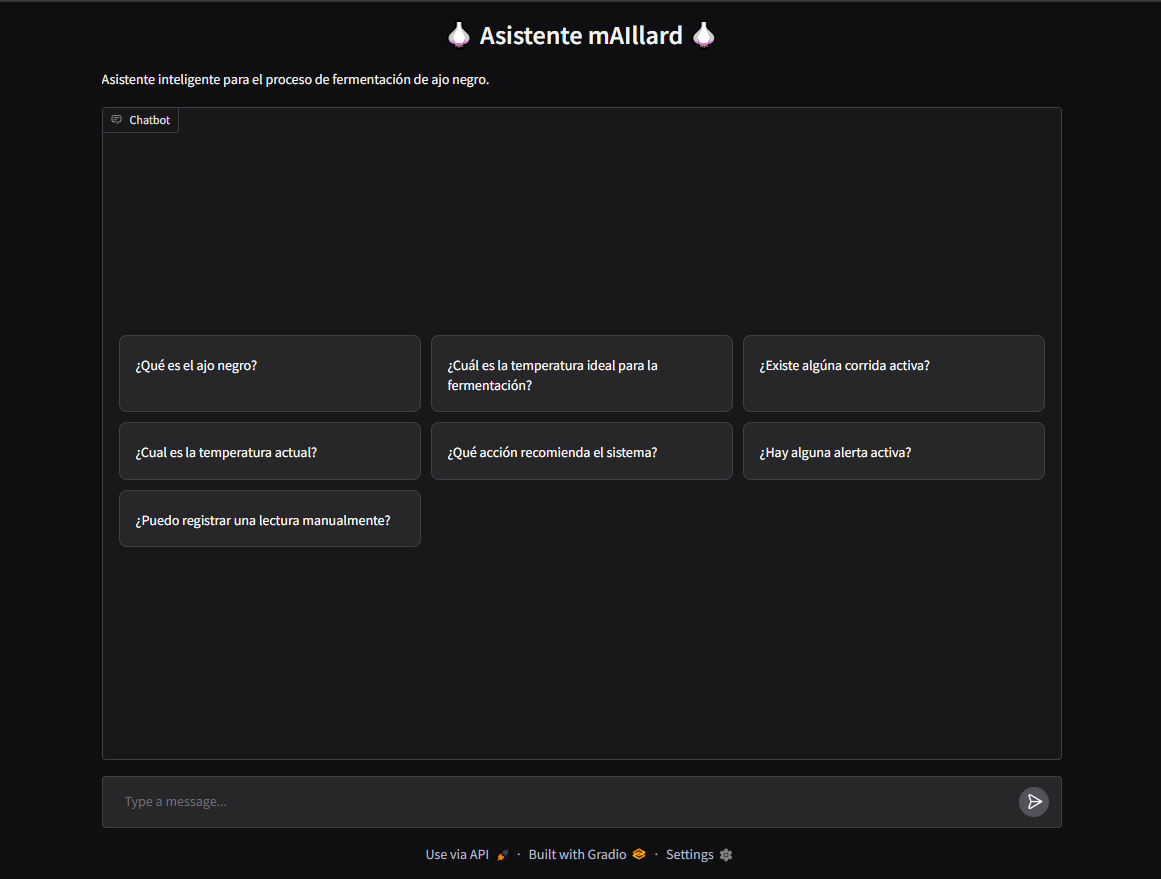 Asistente mAIllard
Asistente inteligente para el proceso de fermentación de ajo negro.
Chatbot
¿Qué es el ajo negro?
¿Cuál es la temperatura ideal para la
fermentación?
¿Existe algúna corrida activa?
¿Cual es la temperatura actual?
¿Qué acción recomienda el sistema?
¿Hay alguna alerta activa?
¿Puedo registrar una lectura manualmente?
Type a message...
Use via API · Built with Gradio · Settings